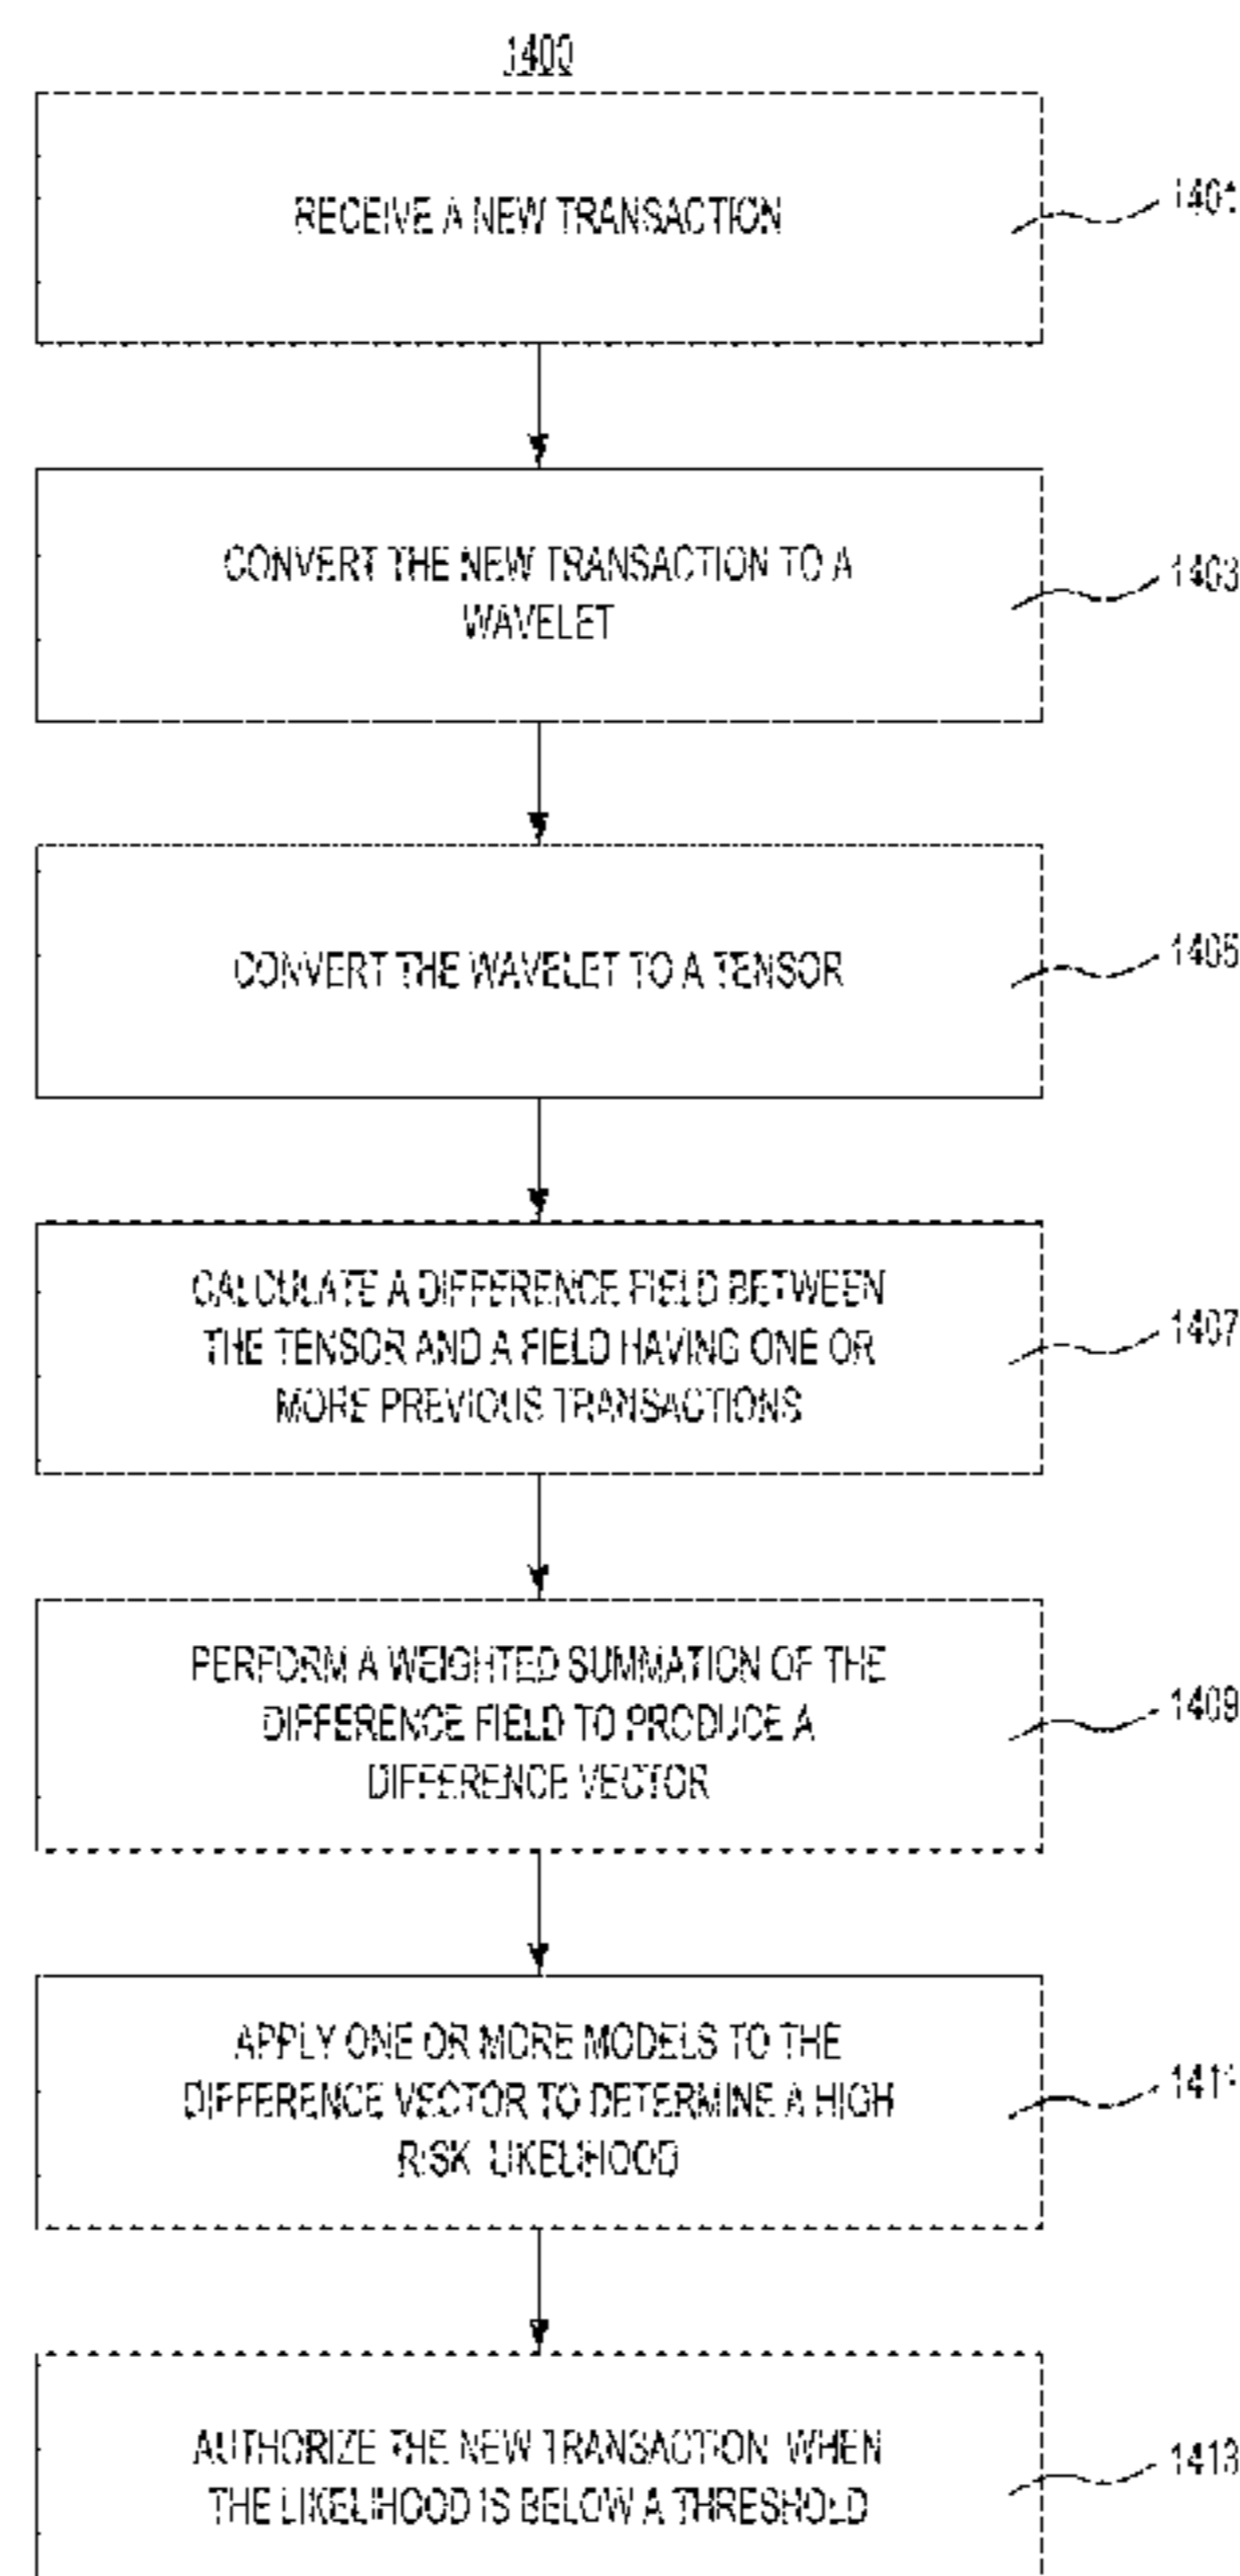 1400
RECEIVE A NEW TRANSACTION
1401
CONVERT THE NEW TRANSACTION TO A
WAVELET
1403
CONVERT THE WAVELET TO A TENSOR
1405
CALCULATE A DIFFERENCE FIELD BETWEEN
THE TENSOR AND A FIELD HAVING ONE OR
MORE PREVIOUS TRANSACTIONS
1407
PERFORM A WEIGHTED SUMMATION OF THE
DIFFERENCE FIELD TO PRODUCE A
DIFFERENCE VECTOR
1409
APPLY ONE OR MORE MODELS TO THE
DIFFERENCE VECTOR TO DETERMINE A HIGH
RISK LIKELIHOOD
1411
AUTHORIZE THE NEW TRANSACTION WHEN
THE LIKELIHOOD IS BELOW A THRESHOLD
1413